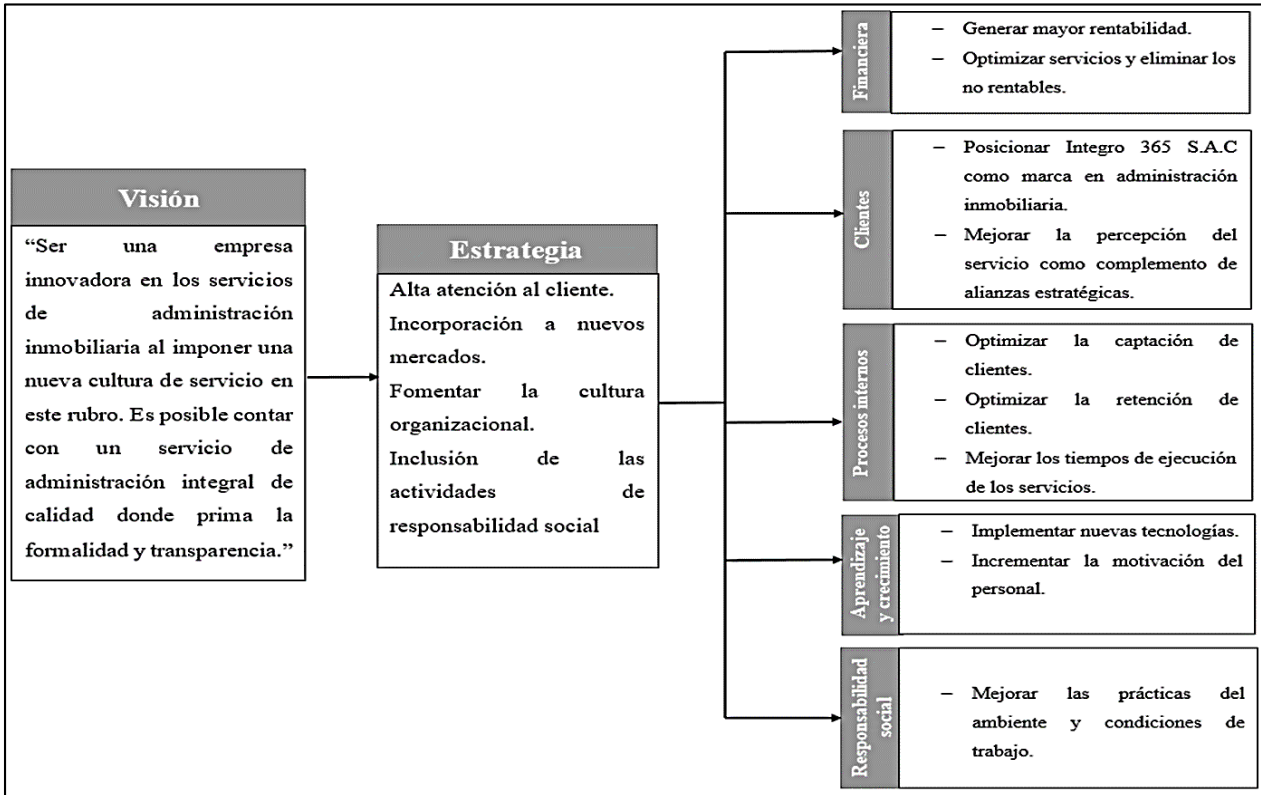 Visión
“Ser una empresa
innovadora en los servicios
de administración
inmobiliaria al imponer una
nueva cultura de servicio en
este rubro. Es posible contar
con un servicio de
administración integral de
calidad donde prima la
formalidad y transparencia.”
Estrategia
Alta atención al cliente.
Incorporación a nuevos
mercados.
Fomentar la cultura
organizacional.
Inclusión de las
actividades de
responsabilidad social
Financiera
– Generar mayor rentabilidad.
– Optimizar servicios y eliminar los
no rentables.
Clientes
– Posicionar Integro 365 S.A.C
como marca en administración
inmobiliaria.
– Mejorar la percepción del
servicio como complemento de
alianzas estratégicas.
Procesos internos
– Optimizar la captación de
clientes.
– Optimizar la retención de
clientes.
– Mejorar los tiempos de ejecución
de los servicios.
Aprendizaje
y crecimiento
– Implementar nuevas tecnologías.
– Incrementar la motivación del
personal.
Responsabilidad
social
– Mejorar las prácticas del
ambiente y condiciones de
trabajo.